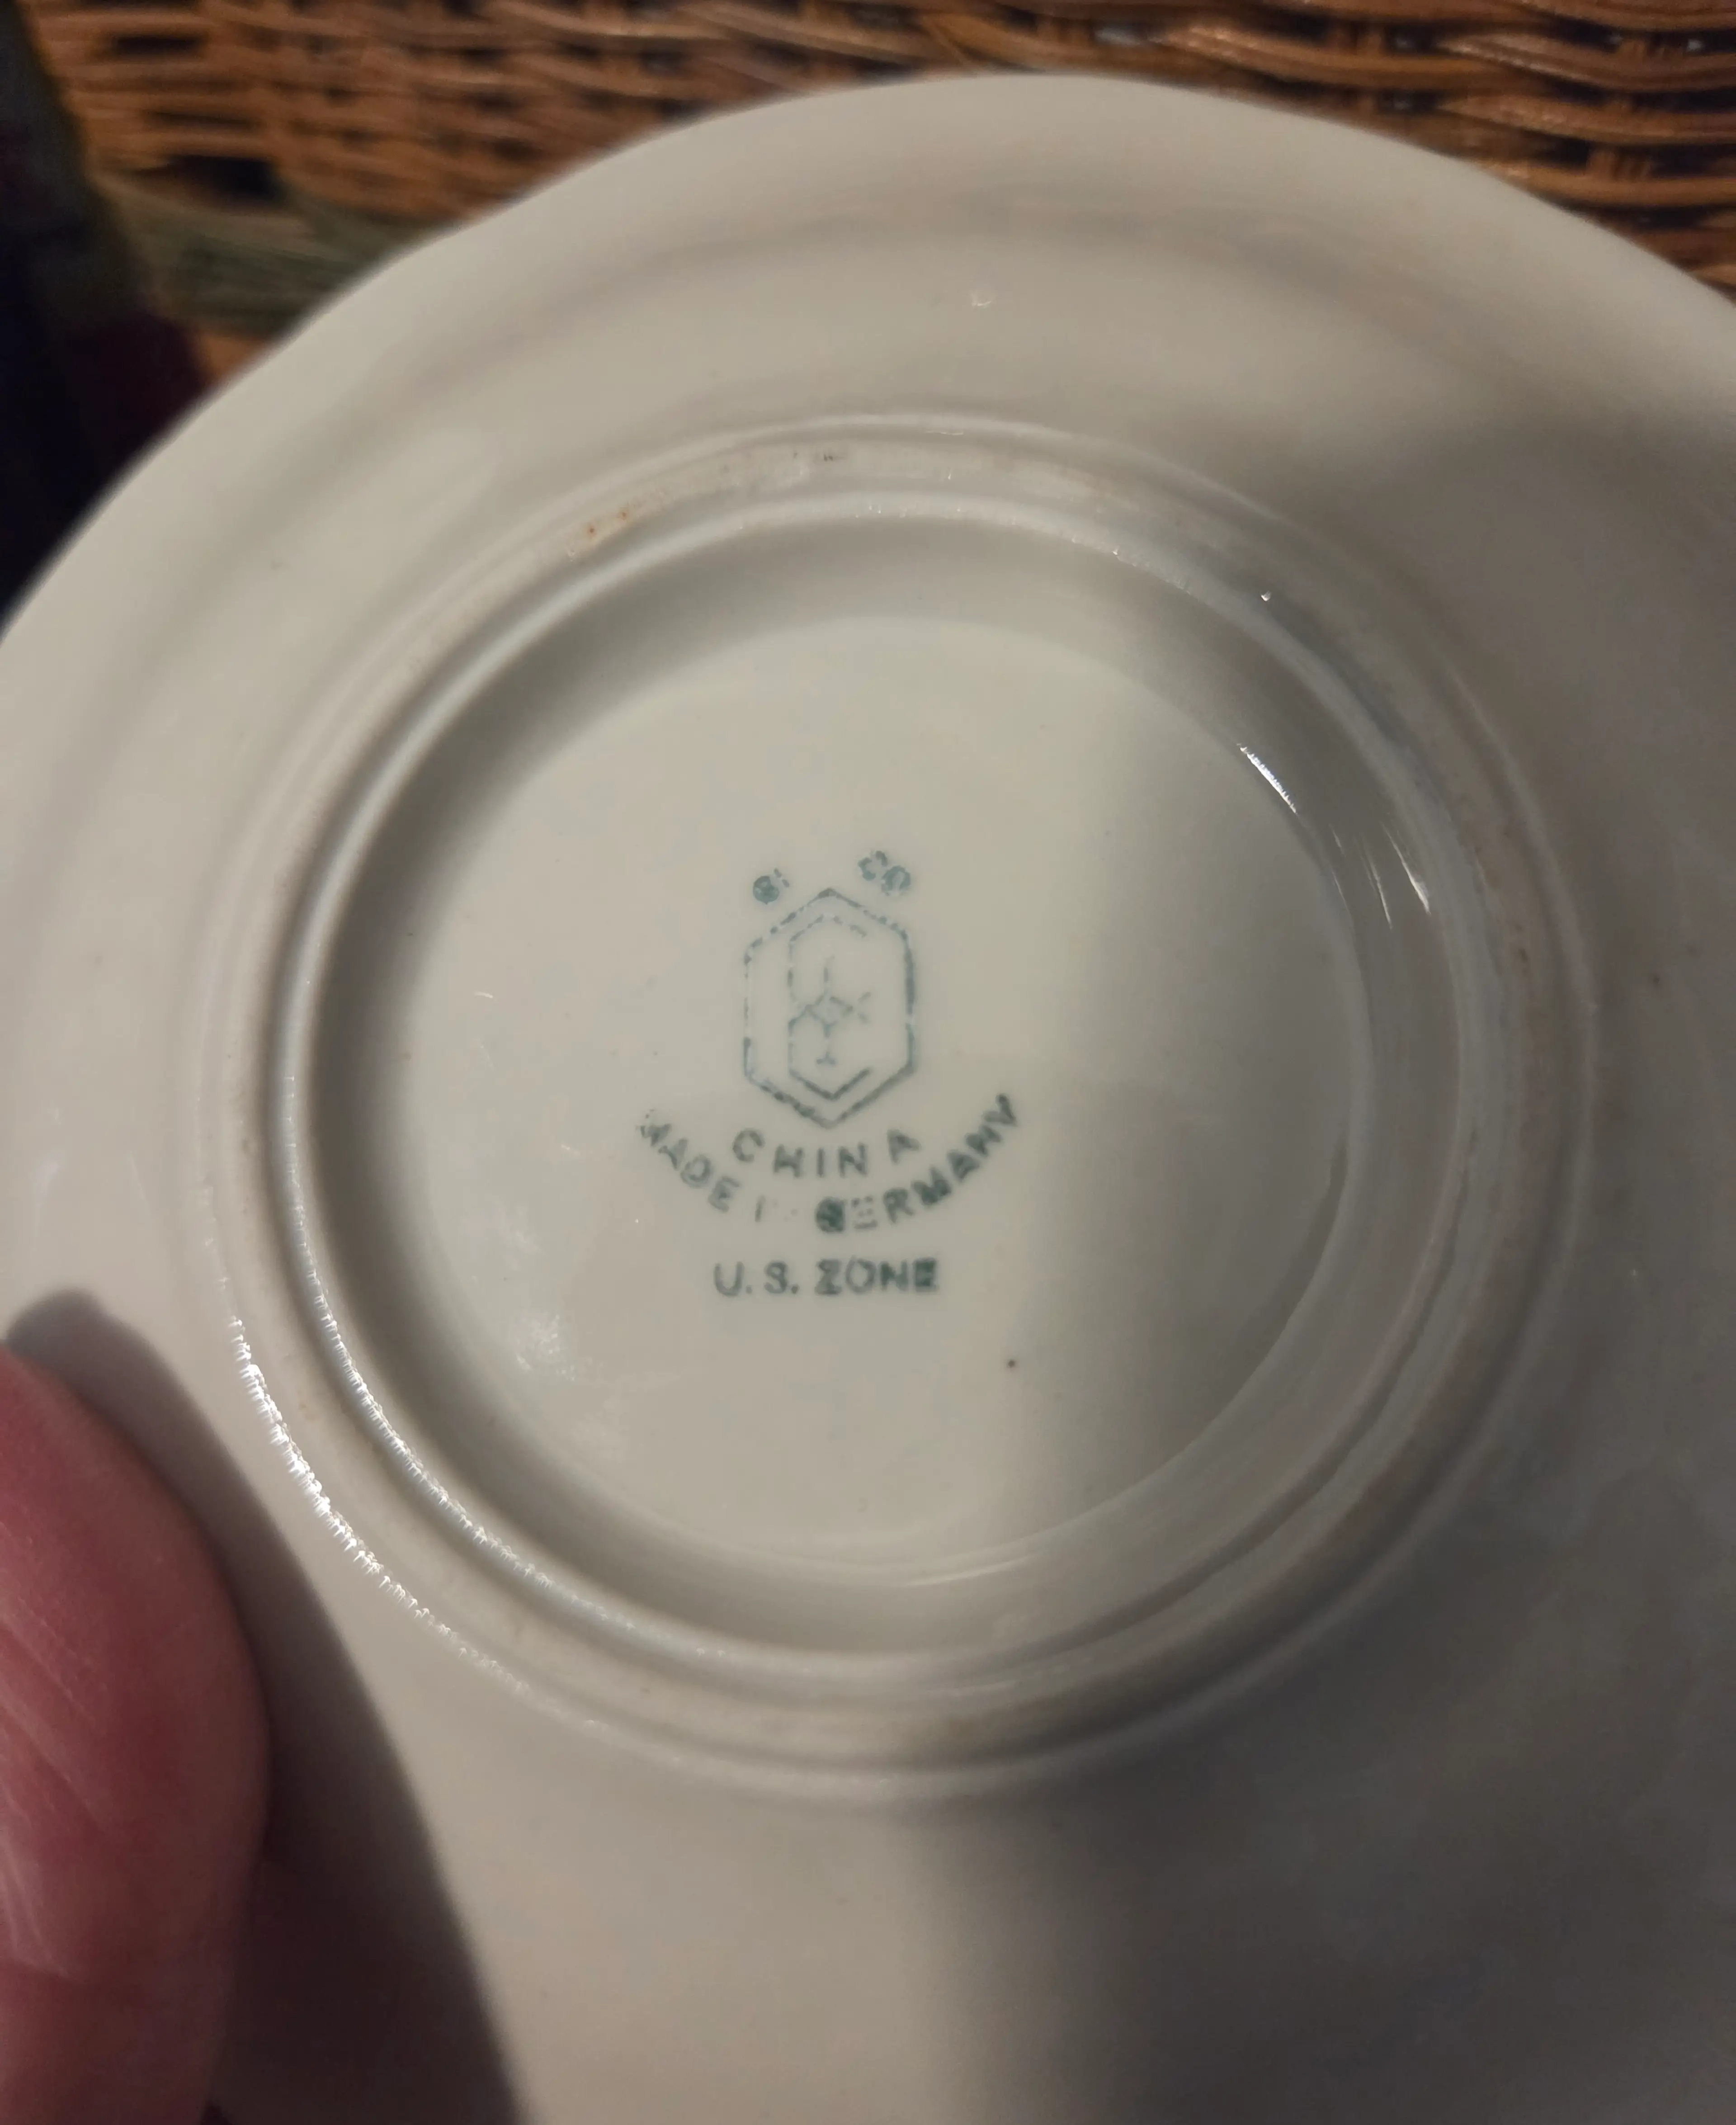 CHINA
MADE IN GERMANY
U.S. ZONE